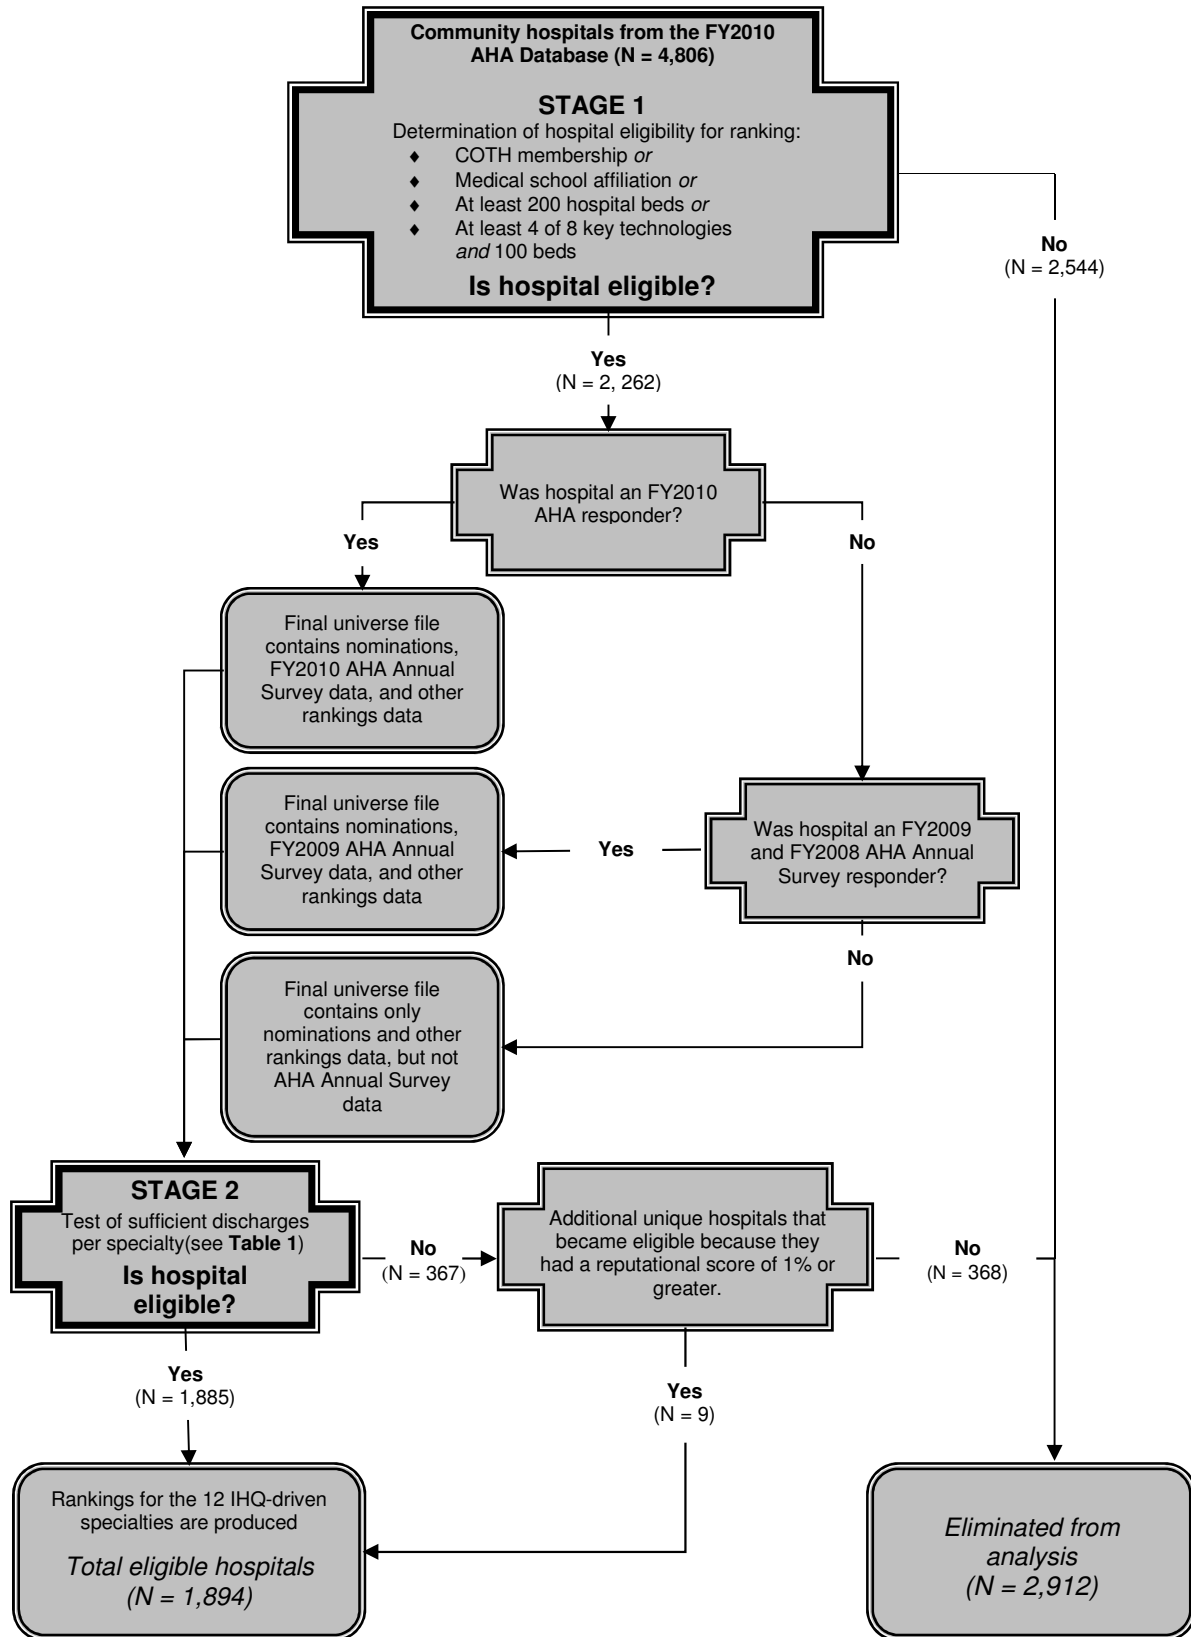 Community hospitals from the FY2010
AHA Database (N = 4,806)
STAGE 1
Determination of hospital eligibility for ranking:
♦ COTH membership or
♦ Medical school affiliation or
♦ At least 200 hospital beds or
♦ At least 4 of 8 key technologies
and 100 beds
Is hospital eligible?
No
(N = 2,544)
Yes
(N = 2, 262)
Was hospital an FY2010
AHA responder?
Yes
No
Final universe file
contains nominations,
FY2010 AHA Annual
Survey data, and other
rankings data
Final universe file
contains nominations,
FY2009 AHA Annual
Survey data, and other
rankings data
Yes
Was hospital an FY2009
and FY2008 AHA Annual
Survey responder?
No
Final universe file
contains only
nominations and other
rankings data, but not
AHA Annual Survey
data
STAGE 2
Test of sufficient discharges
per specialty(see Table 1)
Is hospital
eligible?
No
(N = 367)
Additional unique hospitals that
became eligible because they
had a reputational score of 1% or
greater.
No
(N = 368)
Yes
(N = 1,885)
Yes
(N = 9)
Rankings for the 12 IHQ-driven
specialties are produced
Total eligible hospitals
(N = 1,894)
Eliminated from
analysis
(N = 2,912)